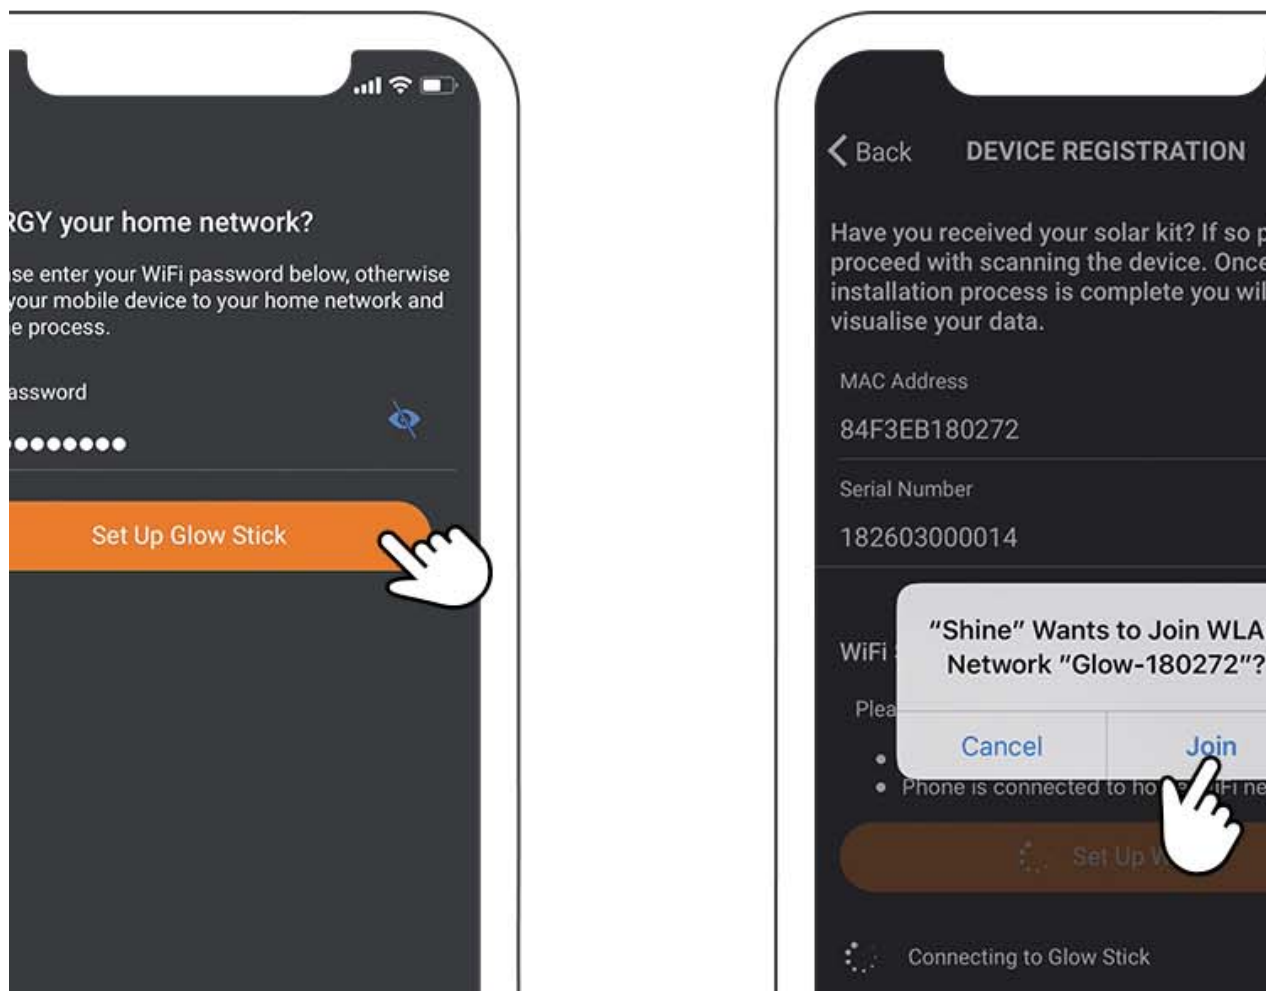 RGY your home network?
se enter your WiFi password below, otherwise
your mobile device to your home network and
e process.
assword
Set Up Glow Stick
Back DEVICE REGISTRATION
Have you received your solar kit? If so p
proceed with scanning the device. Once
installation process is complete you wil
visualise your data.
MAC Address
84F3EB180272
Serial Number
182603000014
"Shine" Wants to Join WLA
Network "Glow-180272"?
WiFi
Plea
Cancel Join
Phone is connected to ho WiFi ne
Set Up W
Connecting to Glow Stick